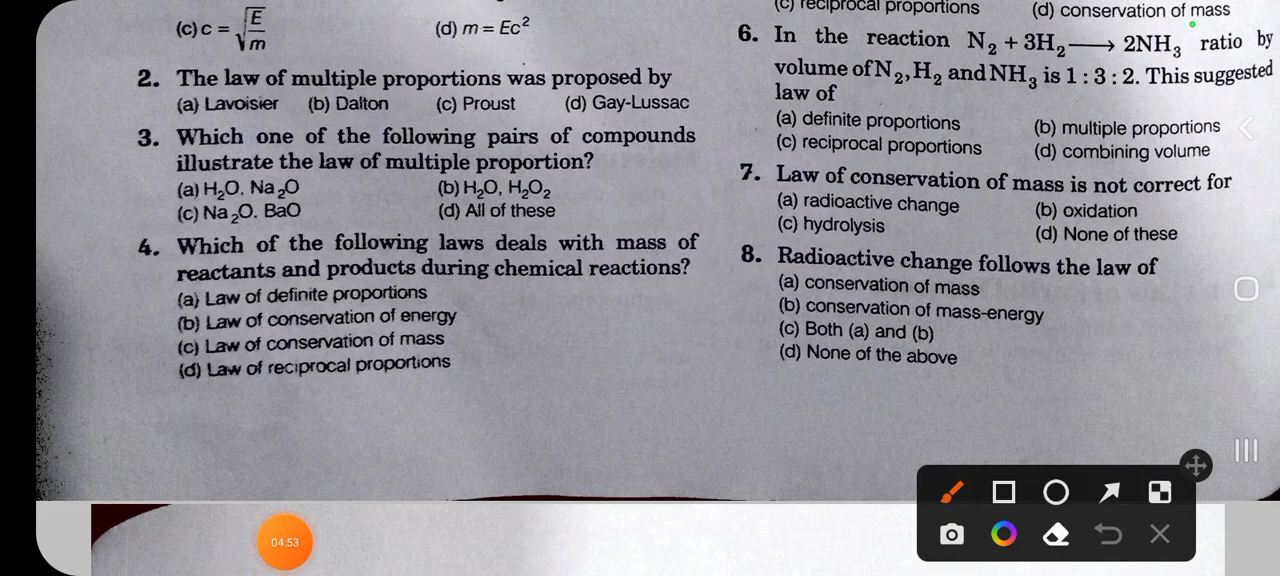 (c) c = √E/m (d) m = Ec²
2. The law of multiple proportions was proposed by
(a) Lavoisier (b) Dalton (c) Proust (d) Gay-Lussac
3. Which one of the following pairs of compounds
illustrate the law of multiple proportion?
(a) H₂O, Na₂O (b) H₂O, H₂O₂
(c) Na₂O, BaO (d) All of these
4. Which of the following laws deals with mass of
reactants and products during chemical reactions?
(a) Law of definite proportions
(b) Law of conservation of energy
(c) Law of conservation of mass
(d) Law of reciprocal proportions
(c) reciprocal proportions (d) conservation of mass
6. In the reaction N₂ + 3H₂ ⟶ 2NH₃ ratio by
volume of N₂, H₂ and NH₃ is 1 : 3 : 2. This suggested
law of
(a) definite proportions (b) multiple proportions
(c) reciprocal proportions (d) combining volume
7. Law of conservation of mass is not correct for
(a) radioactive change (b) oxidation
(c) hydrolysis (d) None of these
8. Radioactive change follows the law of
(a) conservation of mass
(b) conservation of mass-energy
(c) Both (a) and (b)
(d) None of the above
04:53